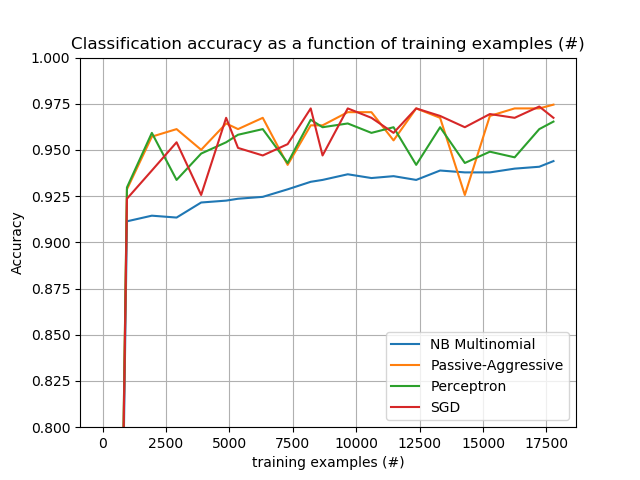 Classification accuracy as a function of training examples (#)
1.000
0.975
0.950
0.925
0.900
0.875
0.850
0.825
0.800
Accuracy
NB Multinomial
Passive-Aggressive
Perceptron
SGD
0 2500 5000 7500 10000 12500 15000 17500
training examples (#)